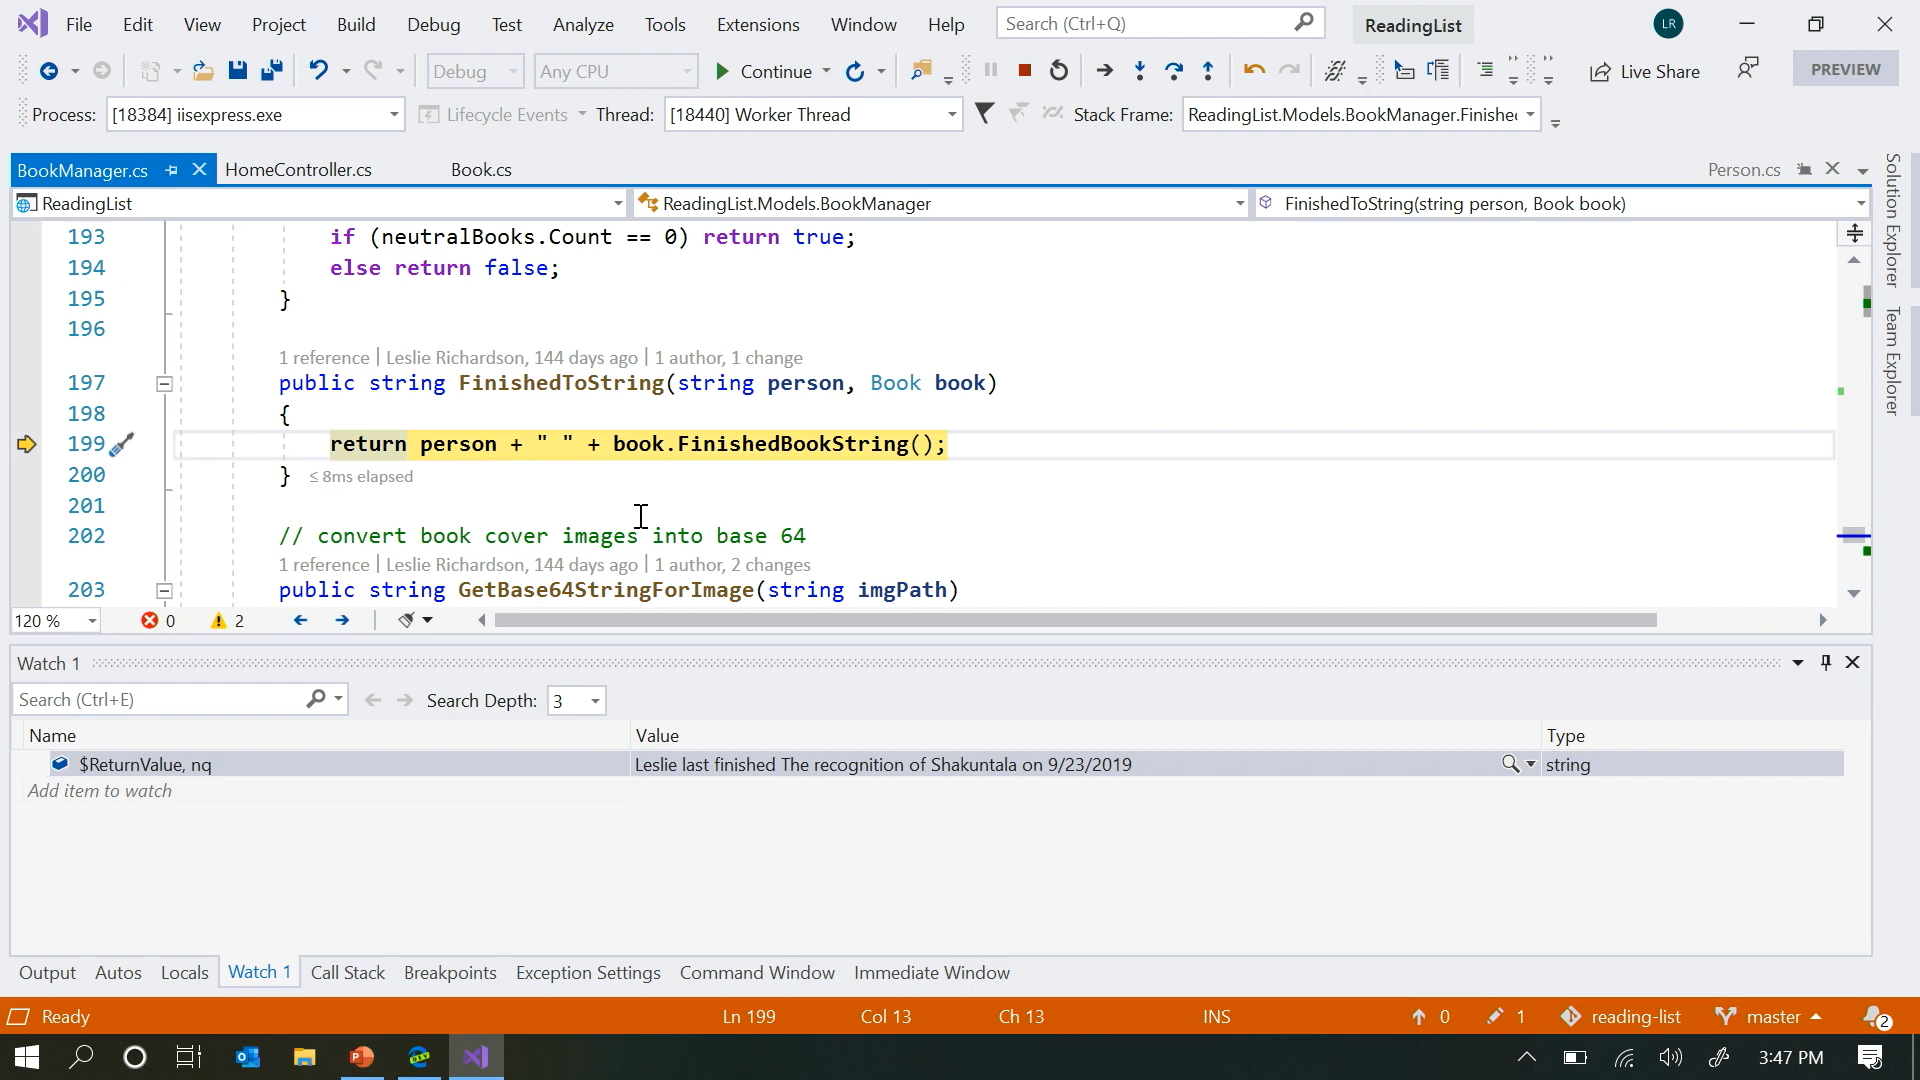 File Edit View Project Build Debug Test Analyze Tools Extensions Window Help Search (Ctrl+Q) ReadingList LR
Debug Any CPU Continue Live Share PREVIEW
Process: [18384] iisexpress.exe Lifecycle Events Thread: [18440] Worker Thread Stack Frame: ReadingList.Models.BookManager.Finishe
BookManager.cs HomeController.cs Book.cs Person.cs
ReadingList ReadingList.Models.BookManager FinishedToString(string person, Book book)
193 if (neutralBooks.Count == 0) return true;
194 else return false;
195 }
196
1 reference | Leslie Richardson, 144 days ago | 1 author, 1 change
197 public string FinishedToString(string person, Book book)
198 {
199 return person + " " + book.FinishedBookString();
200 } ≤ 8ms elapsed
201
202 // convert book cover images into base 64
1 reference | Leslie Richardson, 144 days ago | 1 author, 2 changes
203 public string GetBase64StringForImage(string imgPath)
120 % 0 2
Solution Explorer
Team Explorer
Watch 1
Search (Ctrl+E) Search Depth: 3
Name Value Type
$ReturnValue, nq Leslie last finished The recognition of Shakuntala on 9/23/2019 string
Add item to watch
Output Autos Locals Watch 1 Call Stack Breakpoints Exception Settings Command Window Immediate Window
Ready Ln 199 Col 13 Ch 13 INS 0 1 reading-list master 2
DEV 3:47 PM